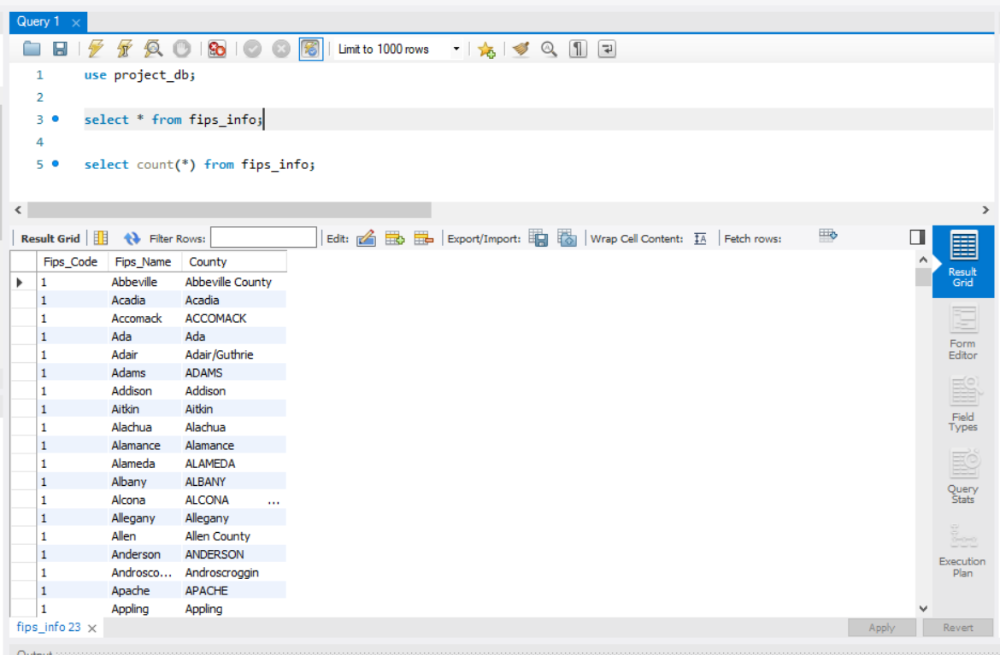 Query 1
Limit to 1000 rows
1 use project_db;
2
3 select * from fips_info;
4
5 select count(*) from fips_info;
Result Grid Filter Rows: Edit: Export/Import: Wrap Cell Content: Fetch rows:
Fips_Code Fips_Name County
1 Abbeville Abbeville County
1 Acadia Acadia
1 Accomack ACCOMACK
1 Ada Ada
1 Adair Adair/Guthrie
1 Adams ADAMS
1 Addison Addison
1 Aitkin Aitkin
1 Alachua Alachua
1 Alamance Alamance
1 Alameda ALAMEDA
1 Albany ALBANY
1 Alcona ALCONA ...
1 Allegany Allegany
1 Allen Allen County
1 Anderson ANDERSON
1 Androsco... Androscroggin
1 Apache APACHE
1 Appling Appling
Result
Grid
Form
Editor
Field
Types
Query
Stats
Execution
Plan
fips_info 23
Apply Revert
Output